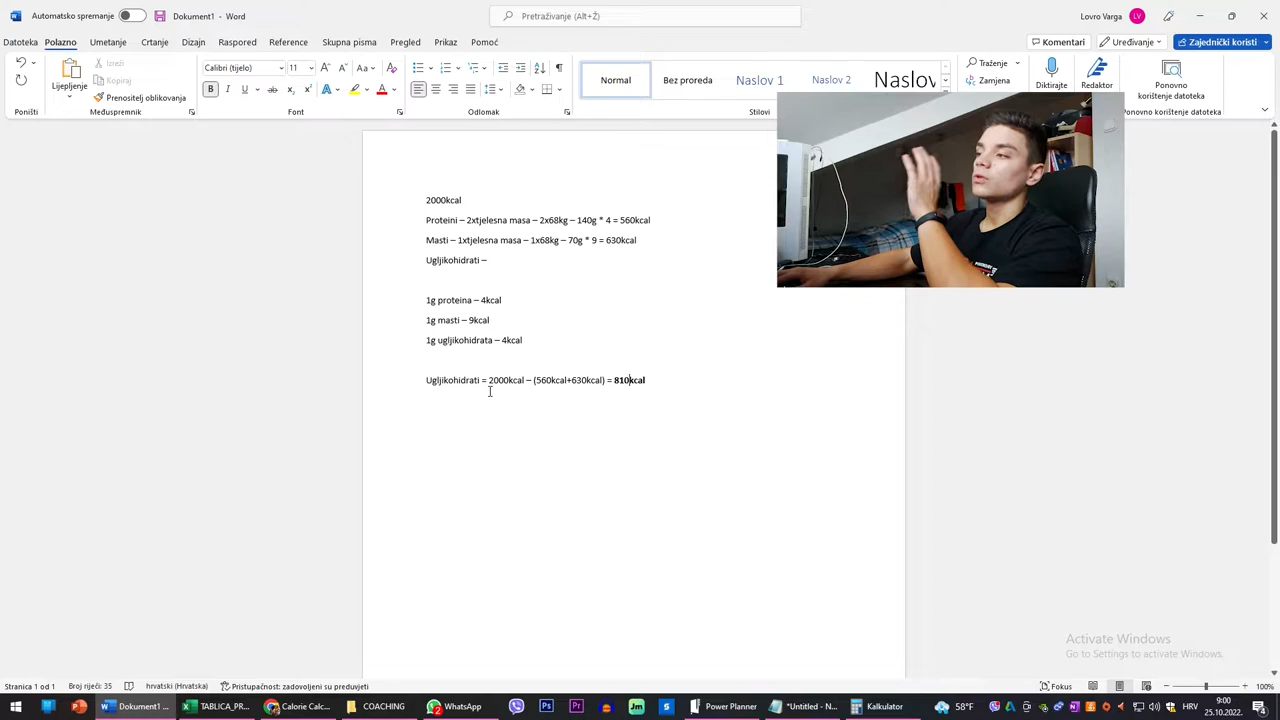 Automatsko spremanje
Dokument1 - Word
Pretraživanje (Alt+Ž)
Lovro Varga
LV
Datoteka Polazno Umetanje Crtanje Dizajn Raspored Reference Skupna pisma Pregled Prikaz Pomoć
Komentari
Uređivanje
Zajednički koristi
Lijepljenje
Izreži
Kopiraj
Prenositelj oblikovanja
Calibri (tijelo) 11
Normal
Bez proreda
Naslov 1
Naslov 2
Naslov
Traženje
Zamjena
Diktirajte
Redaktor
Ponovno
korištenje datoteka
Poništi
Međuspremnik
Font
Odlomak
Stilovi
Ponovno korištenje datoteka
2000kcal
Proteini – 2xtjelesna masa – 2x68kg – 140g * 4 = 560kcal
Masti – 1xtjelesna masa – 1x68kg – 70g * 9 = 630kcal
Ugljikohidrati –
1g proteina – 4kcal
1g masti – 9kcal
1g ugljikohidrata – 4kcal
Ugljikohidrati = 2000kcal – (560kcal+630kcal) = 810kcal
Activate Windows
Go to Settings to activate Windows.
Stranica 1 od 1
Broj riječi: 35
hrvatski (Hrvatska)
Pristupačnost: zadovoljeni su preduvjeti
Fokus
100%
Dokument1 ...
TABLICA_PR...
Calorie Calc...
COACHING
WhatsApp
Power Planner
*Untitled - N...
Kalkulator
58°F
HRV
9:00
25.10.2022.